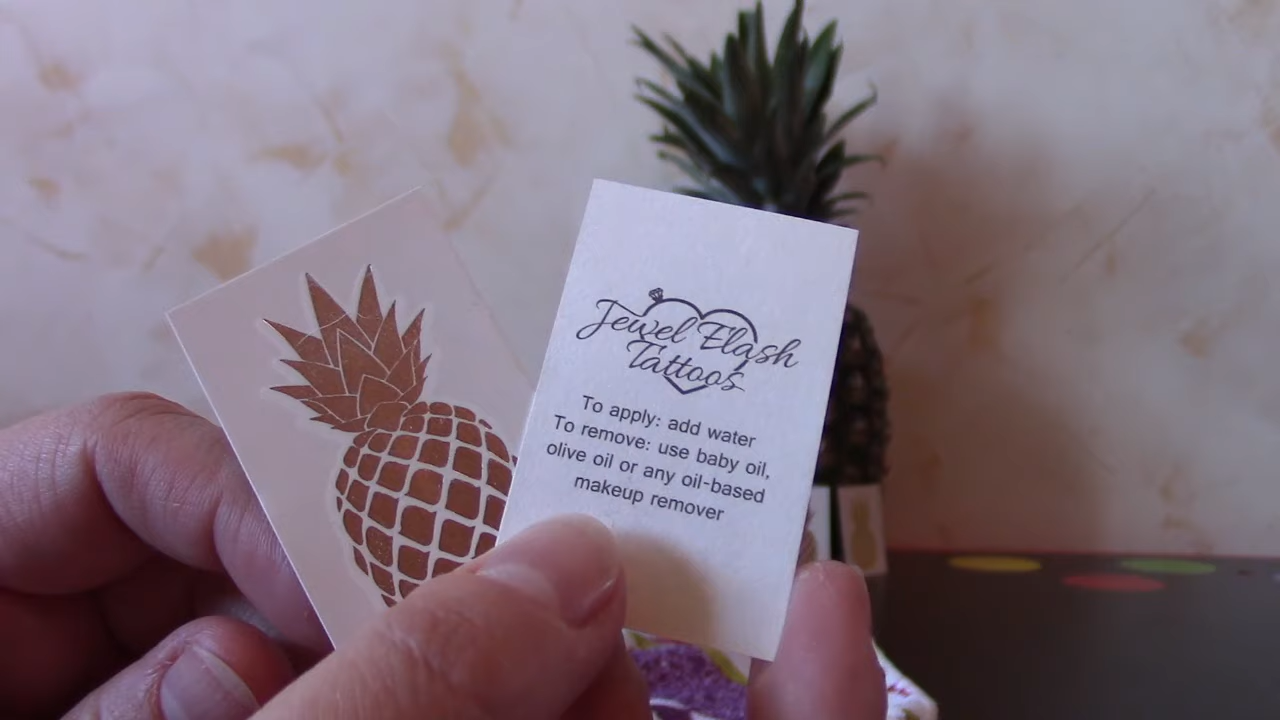 Jewel Flash
Tattoos
To apply: add water
To remove: use baby oil,
olive oil or any oil-based
makeup remover